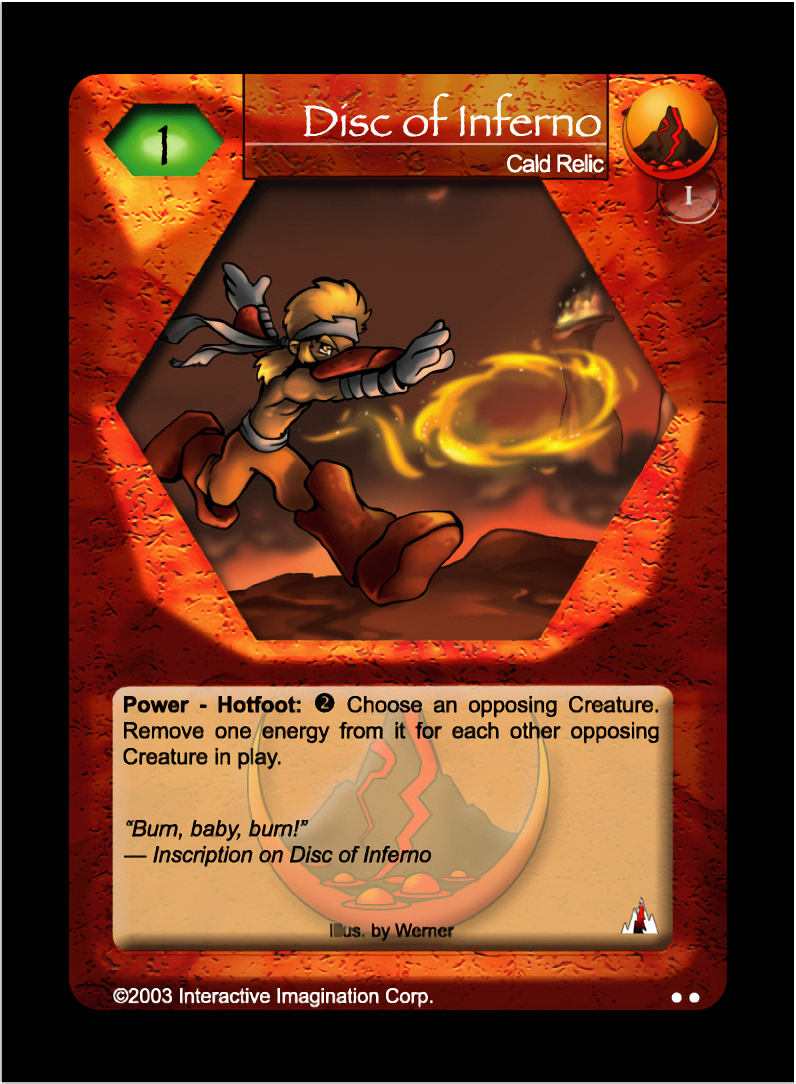 1
Disc of Inferno
Cald Relic
I
Power - Hotfoot: ❷ Choose an opposing Creature.
Remove one energy from it for each other opposing
Creature in play.
“Burn, baby, burn!”
— Inscription on Disc of Inferno
Illus. by Werner
©2003 Interactive Imagination Corp.